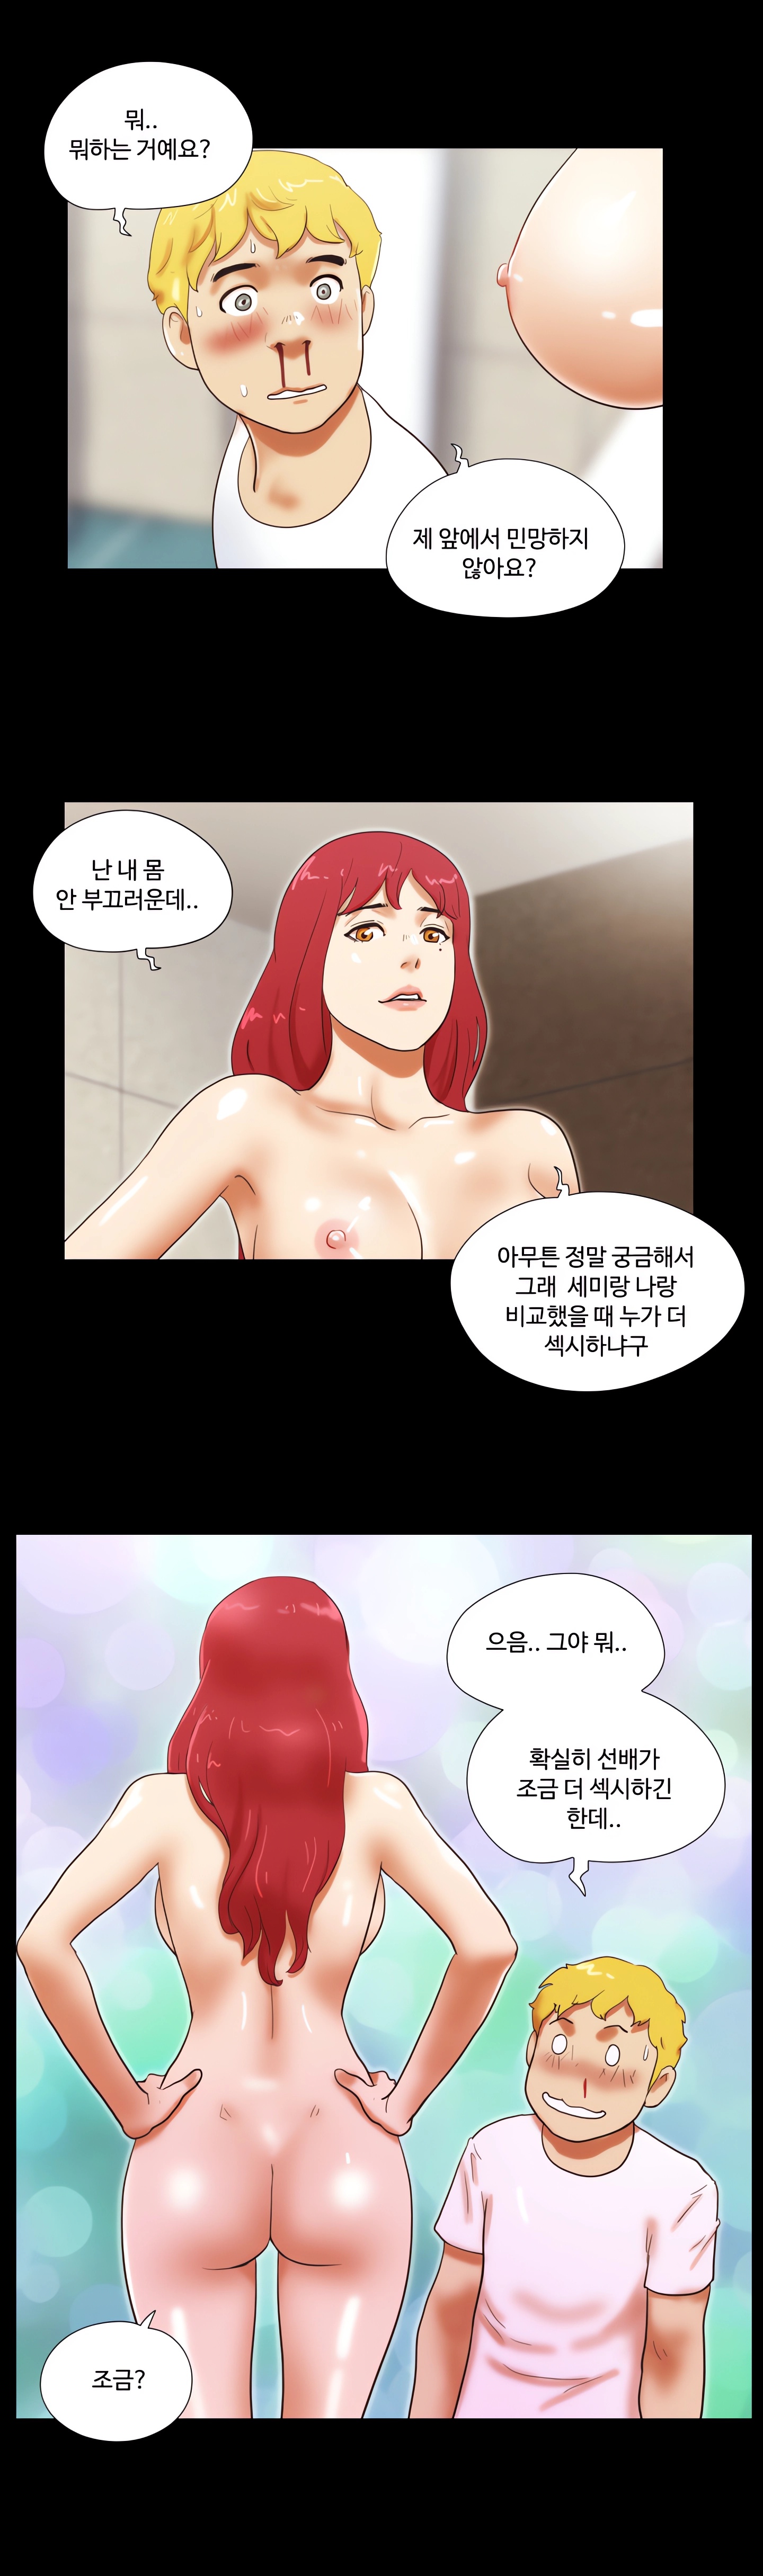 뭐..
뭐하는 거예요?
제 앞에서 민망하지
않아요?
난 내 몸
안 부끄러운데..
아무튼 정말 궁금해서
그래 세미랑 나랑
비교했을 때 누가 더
섹시하냐구
으음.. 그야 뭐..
확실히 선배가
조금 더 섹시하긴
한데..
조금?